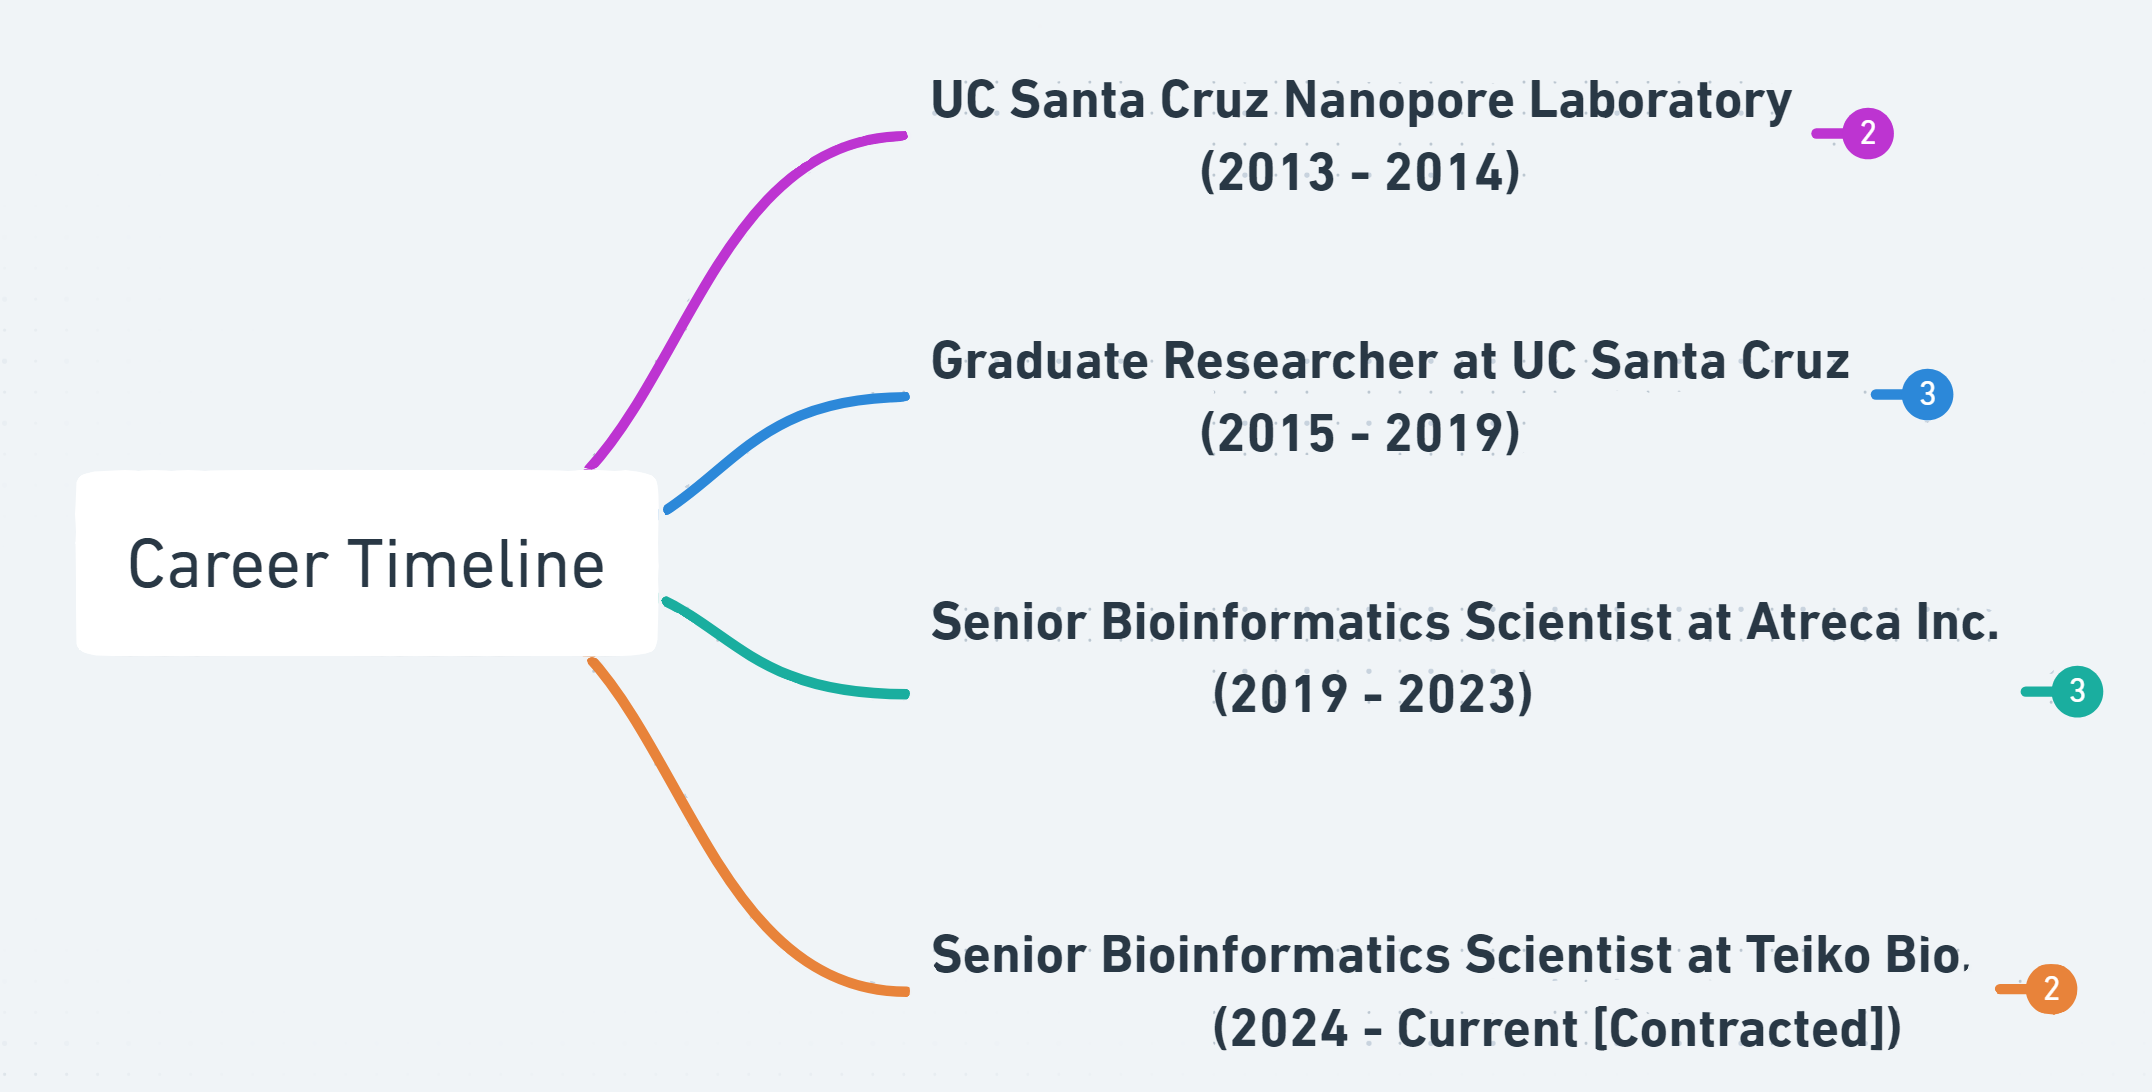 UC Santa Cruz Nanopore Laboratory
(2013 - 2014)
2
Graduate Researcher at UC Santa Cruz
(2015 - 2019)
3
Career Timeline
Senior Bioinformatics Scientist at Atreca Inc.
(2019 - 2023)
3
Senior Bioinformatics Scientist at Teiko Bio.
(2024 - Current [Contracted])
2